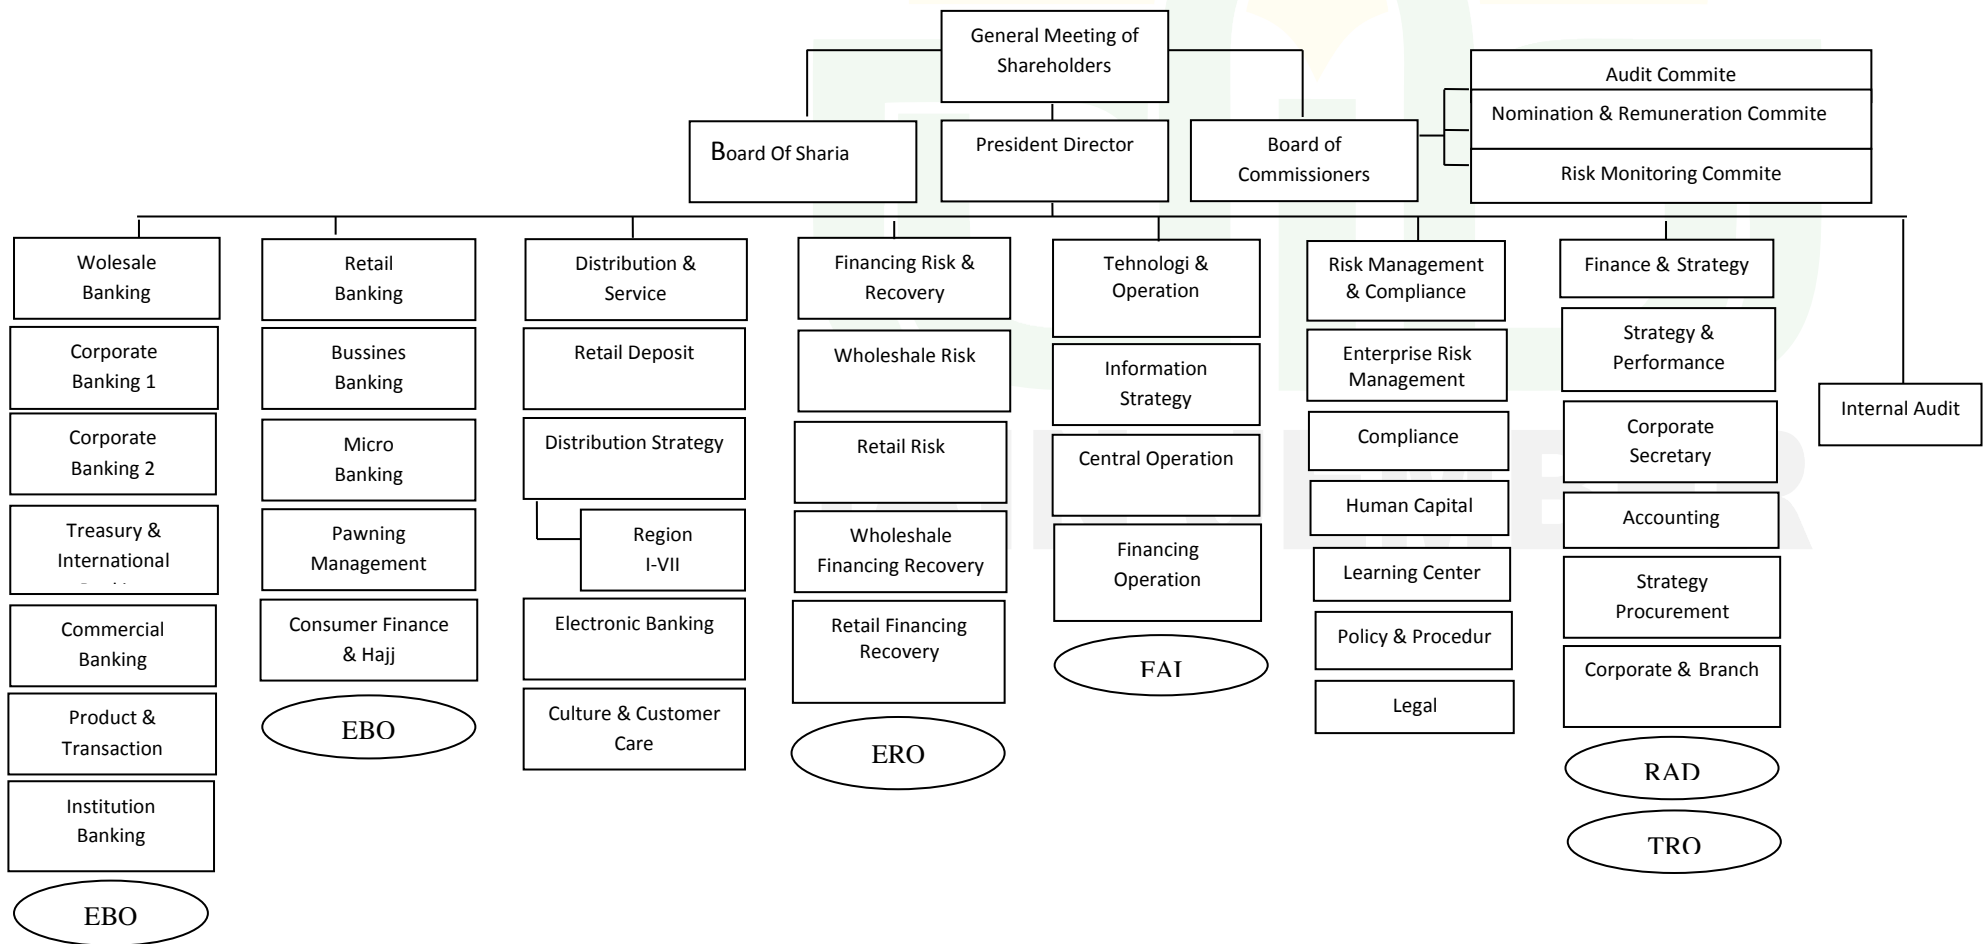 General Meeting of
Shareholders
Audit Commite
Nomination & Remuneration Commite
Risk Monitoring Commite
Board Of Sharia
President Director
Board of
Commissioners
Wolesale
Banking
Corporate
Banking 1
Corporate
Banking 2
Treasury &
International
Commercial
Banking
Product &
Transaction
Institution
Banking
EBO
Retail
Banking
Bussines
Banking
Micro
Banking
Pawning
Management
Consumer Finance
& Hajj
EBO
Distribution &
Service
Retail Deposit
Distribution Strategy
Region
I-VII
Electronic Banking
Culture & Customer
Care
Financing Risk &
Recovery
Wholeshale Risk
Retail Risk
Wholeshale
Financing Recovery
Retail Financing
Recovery
ERO
Tehnologi &
Operation
Information
Strategy
Central Operation
Financing
Operation
Risk Management
& Compliance
Enterprise Risk
Management
Compliance
Human Capital
Learning Center
Policy & Procedur
Legal
Finance & Strategy
Strategy &
Performance
Corporate
Secretary
Accounting
Strategy
Procurement
Corporate & Branch
RAD
TRO
Internal Audit